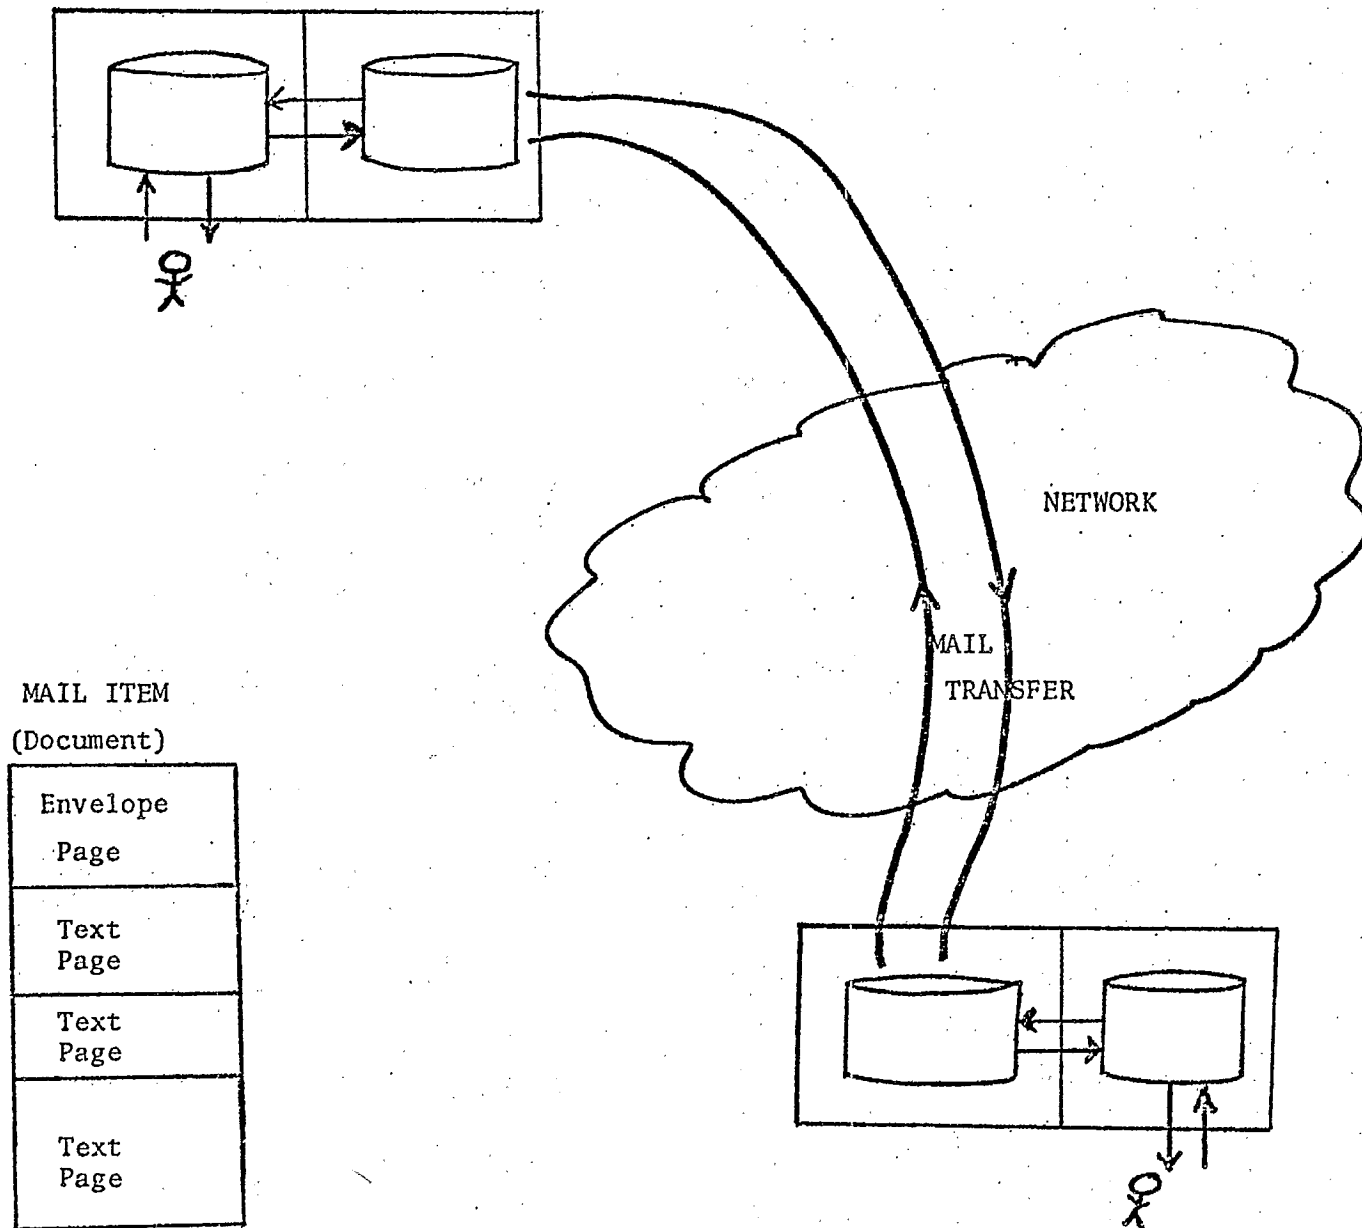 NETWORK
MAIL
TRANSFER
MAIL ITEM
(Document)
Envelope
Page
Text
Page
Text
Page
Text
Page